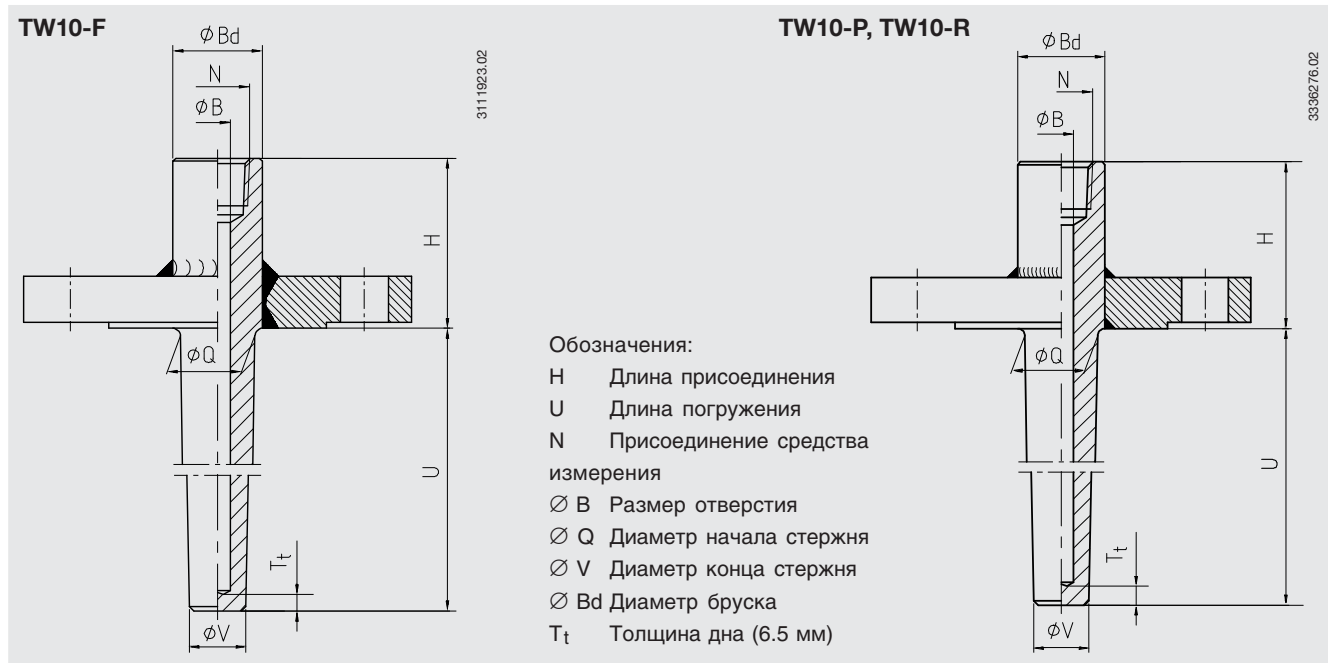 TW10-F
TW10-P, TW10-R
⌀Bd
N
⌀B
3111923.02
H
⌀Q
U
Tt
⌀V
Обозначения:
H Длина присоединения
U Длина погружения
N Присоединение средства
измерения
∅ B Размер отверстия
∅ Q Диаметр начала стержня
∅ V Диаметр конца стержня
∅ Bd Диаметр бруска
Tt Толщина дна (6.5 мм)
⌀Bd
N
⌀B
3336276.02
H
⌀Q
U
Tt
⌀V